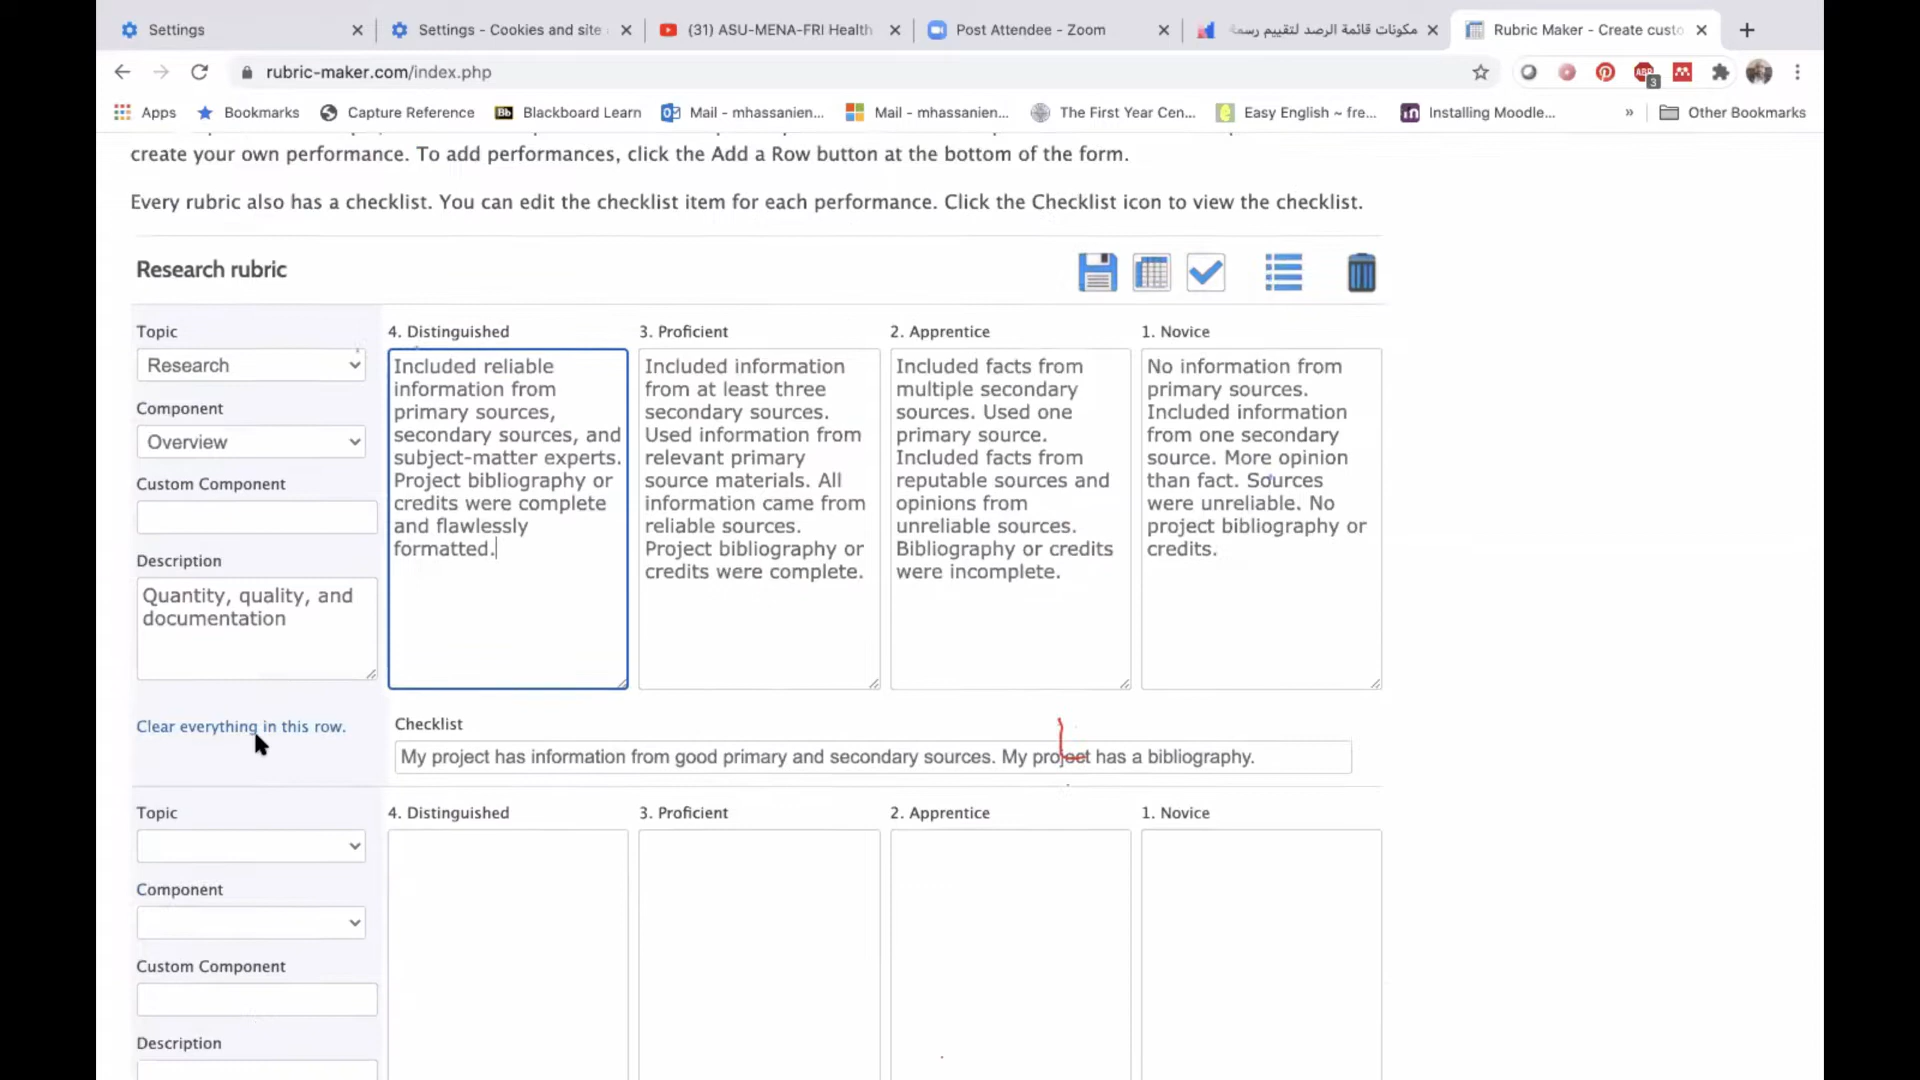 Settings
Settings - Cookies and site
(31) ASU-MENA-FRI Health
Post Attendee - Zoom
مكونات قائمة الرصد لتقييم رسمة
Rubric Maker - Create custo
rubric-maker.com/index.php
ABP
3
Apps
Bookmarks
Capture Reference
Bb
Blackboard Learn
Mail - mhassanien...
Mail - mhassanien...
The First Year Cen...
Easy English ~ fre...
in
Installing Moodle...
»
Other Bookmarks
create your own performance. To add performances, click the Add a Row button at the bottom of the form.
Every rubric also has a checklist. You can edit the checklist item for each performance. Click the Checklist icon to view the checklist.
Research rubric
Topic
Research
Component
Overview
Custom Component
Description
Quantity, quality, and
documentation
Clear everything in this row.
4. Distinguished
Included reliable
information from
primary sources,
secondary sources, and
subject-matter experts.
Project bibliography or
credits were complete
and flawlessly
formatted.
3. Proficient
Included information
from at least three
secondary sources.
Used information from
relevant primary
source materials. All
information came from
reliable sources.
Project bibliography or
credits were complete.
2. Apprentice
Included facts from
multiple secondary
sources. Used one
primary source.
Included facts from
reputable sources and
opinions from
unreliable sources.
Bibliography or credits
were incomplete.
1. Novice
No information from
primary sources.
Included information
from one secondary
source. More opinion
than fact. Sources
were unreliable. No
project bibliography or
credits.
Checklist
My project has information from good primary and secondary sources. My project has a bibliography.
Topic
Component
Custom Component
Description
4. Distinguished
3. Proficient
2. Apprentice
1. Novice